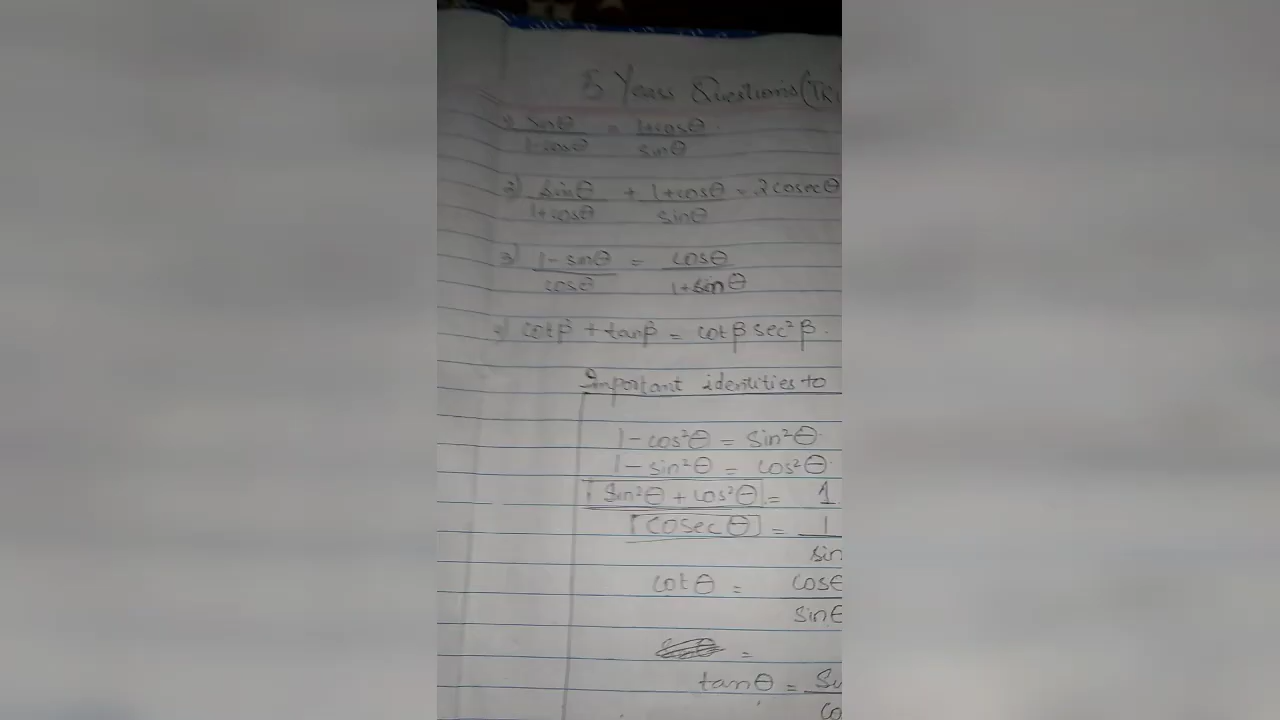 5 Years Questions (TRI
1) sinθ/1-cosθ = 1+cosθ/sinθ.
2) sinθ/1+cosθ + 1+cosθ/sinθ = 2cosecθ
3) 1-sinθ/cosθ = cosθ/1+sinθ
cotβ + tanβ = cotβ sec²β.
Important identities to
1-cos²θ = sin²θ.
1-sin²θ = cos²θ.
sin²θ + cos²θ = 1
cosecθ = 1/sin
cotθ = cosθ/sinθ
=
tanθ =